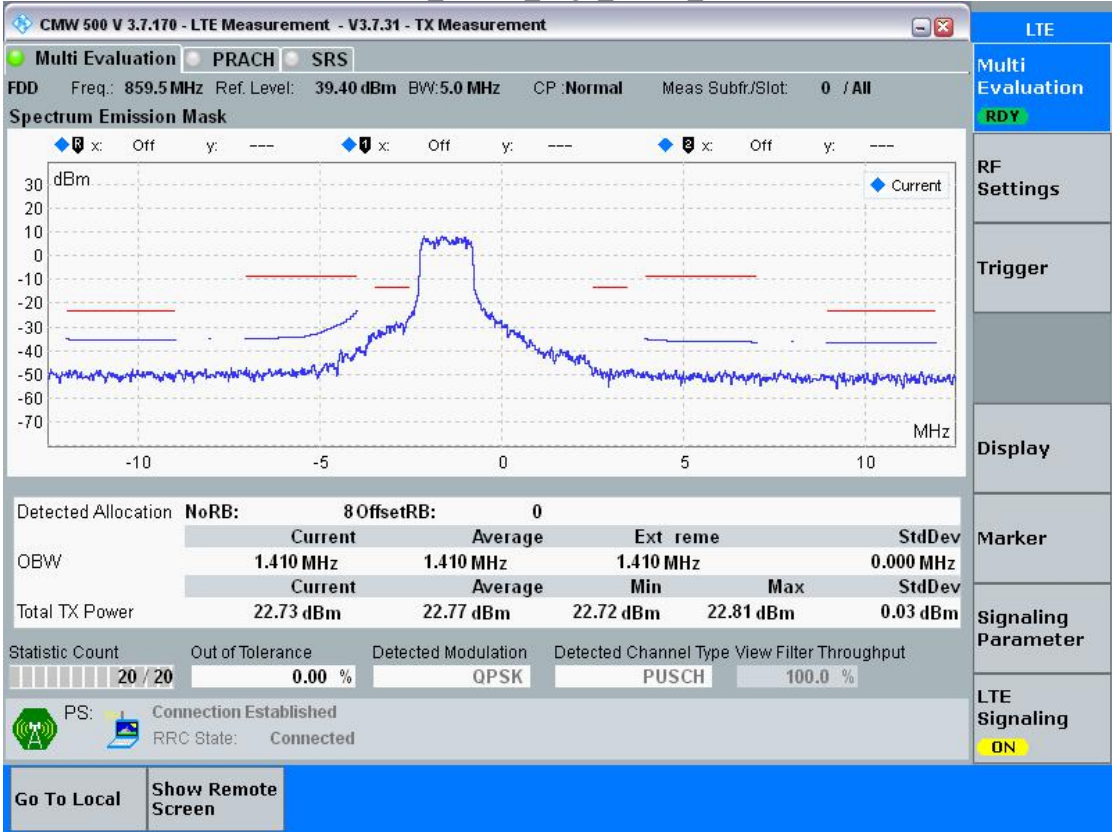 CMW 500 V 3.7.170 - LTE Measurement - V3.7.31 - TX Measurement
LTE
Multi Evaluation PRACH SRS
Multi
Evaluation
RDY
FDD Freq.: 859.5 MHz Ref. Level: 39.40 dBm BW: 5.0 MHz CP : Normal Meas Subfr./Slot: 0 / All
Spectrum Emission Mask
R x: Off y: --- 1 x: Off y: --- 2 x: Off y: ---
dBm
Current
30
20
10
0
-10
-20
-30
-40
-50
-60
-70
MHz
-10 -5 0 5 10
RF
Settings
Trigger
Display
Marker
Signaling
Parameter
LTE
Signaling
ON
Detected Allocation NoRB: 8 OffsetRB: 0
Current Average Ext reme StdDev
OBW 1.410 MHz 1.410 MHz 1.410 MHz 0.000 MHz
Current Average Min Max StdDev
Total TX Power 22.73 dBm 22.77 dBm 22.72 dBm 22.81 dBm 0.03 dBm
Statistic Count Out of Tolerance Detected Modulation Detected Channel Type View Filter Throughput
20 / 20 0.00 % QPSK PUSCH 100.0 %
PS: Connection Established
RRC State: Connected
Go To Local
Show Remote
Screen